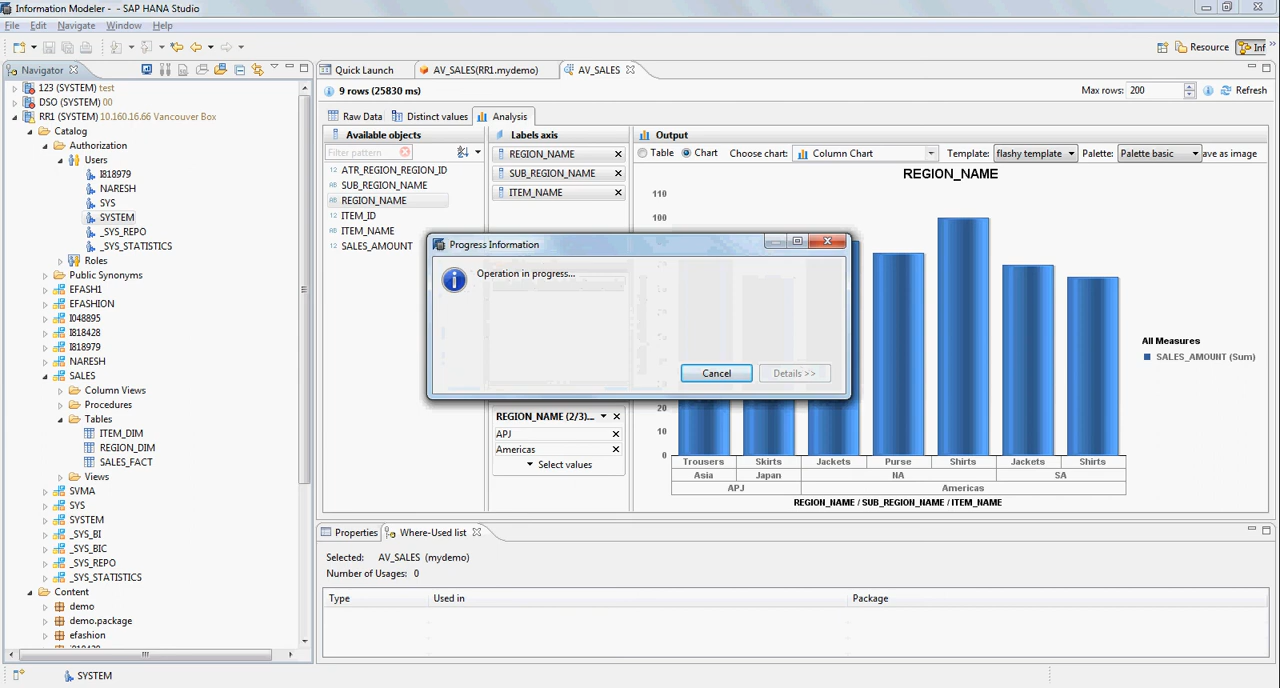 Information Modeler - - SAP HANA Studio
File Edit Navigate Window Help
Resource
Inf
Navigator
123 (SYSTEM) test
DSO (SYSTEM) 00
RR1 (SYSTEM) 10.160.16.66 Vancouver Box
Catalog
Authorization
Users
I818979
NARESH
SYS
SYSTEM
_SYS_REPO
_SYS_STATISTICS
Roles
Public Synonyms
EFASH1
EFASHION
I048895
I818428
I818979
NARESH
SALES
Column Views
Procedures
Tables
ITEM_DIM
REGION_DIM
SALES_FACT
Views
SVMA
SYS
SYSTEM
_SYS_BI
_SYS_BIC
_SYS_REPO
_SYS_STATISTICS
Content
demo
demo.package
efashion
Quick Launch
AV_SALES(RR1.mydemo)
AV_SALES
9 rows (25830 ms)
Max rows: 200
Refresh
Raw Data Distinct values Analysis
Available objects
Filter pattern
12 ATR_REGION_REGION_ID
RB SUB_REGION_NAME
RB REGION_NAME
12 ITEM_ID
RB ITEM_NAME
12 SALES_AMOUNT
Labels axis
REGION_NAME
SUB_REGION_NAME
ITEM_NAME
REGION_NAME (2/3)...
APJ
Americas
Select values
Output
Table Chart Choose chart: Column Chart Template: flashy template Palette: Palette basic ave as image
REGION_NAME
110
100
20
10
0
Trousers Skirts Jackets Purse Shirts Jackets Shirts
Asia Japan NA SA
APJ Americas
REGION_NAME / SUB_REGION_NAME / ITEM_NAME
All Measures
SALES_AMOUNT (Sum)
Progress Information
Operation in progress...
Cancel
Details >>
Properties Where-Used list
Selected: AV_SALES (mydemo)
Number of Usages: 0
Type Used in Package
SYSTEM